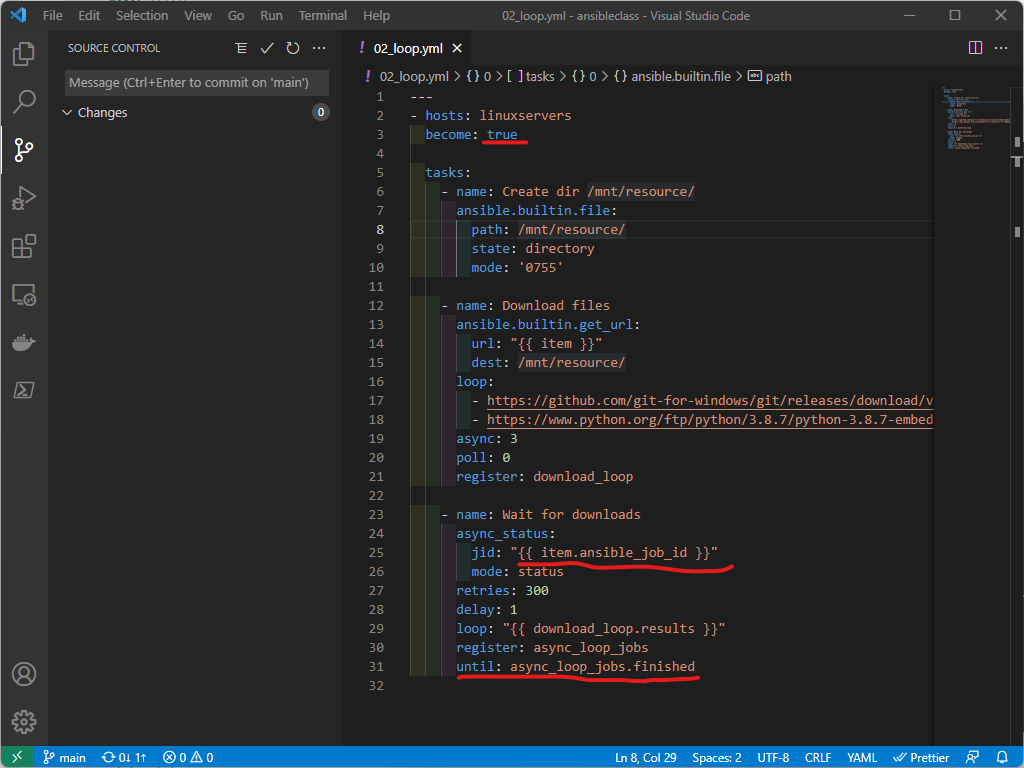 File Edit Selection View Go Run Terminal Help 02_loop.yml - ansibleclass - Visual Studio Code
SOURCE CONTROL
Message (Ctrl+Enter to commit on 'main')
Changes 0
! 02_loop.yml
! 02_loop.yml > {} 0 > [ ] tasks > {} 0 > {} ansible.builtin.file > abc path
1 ---
2 - hosts: linuxservers
3 become: true
4
5 tasks:
6 - name: Create dir /mnt/resource/
7 ansible.builtin.file:
8 path: /mnt/resource/
9 state: directory
10 mode: '0755'
11
12 - name: Download files
13 ansible.builtin.get_url:
14 url: "{{ item }}"
15 dest: /mnt/resource/
16 loop:
17 - https://github.com/git-for-windows/git/releases/download/v
18 - https://www.python.org/ftp/python/3.8.7/python-3.8.7-embed
19 async: 3
20 poll: 0
21 register: download_loop
22
23 - name: Wait for downloads
24 async_status:
25 jid: "{{ item.ansible_job_id }}"
26 mode: status
27 retries: 300
28 delay: 1
29 loop: "{{ download_loop.results }}"
30 register: async_loop_jobs
31 until: async_loop_jobs.finished
32
main 0↓ 1↑ 0 0 Ln 8, Col 29 Spaces: 2 UTF-8 CRLF YAML Prettier